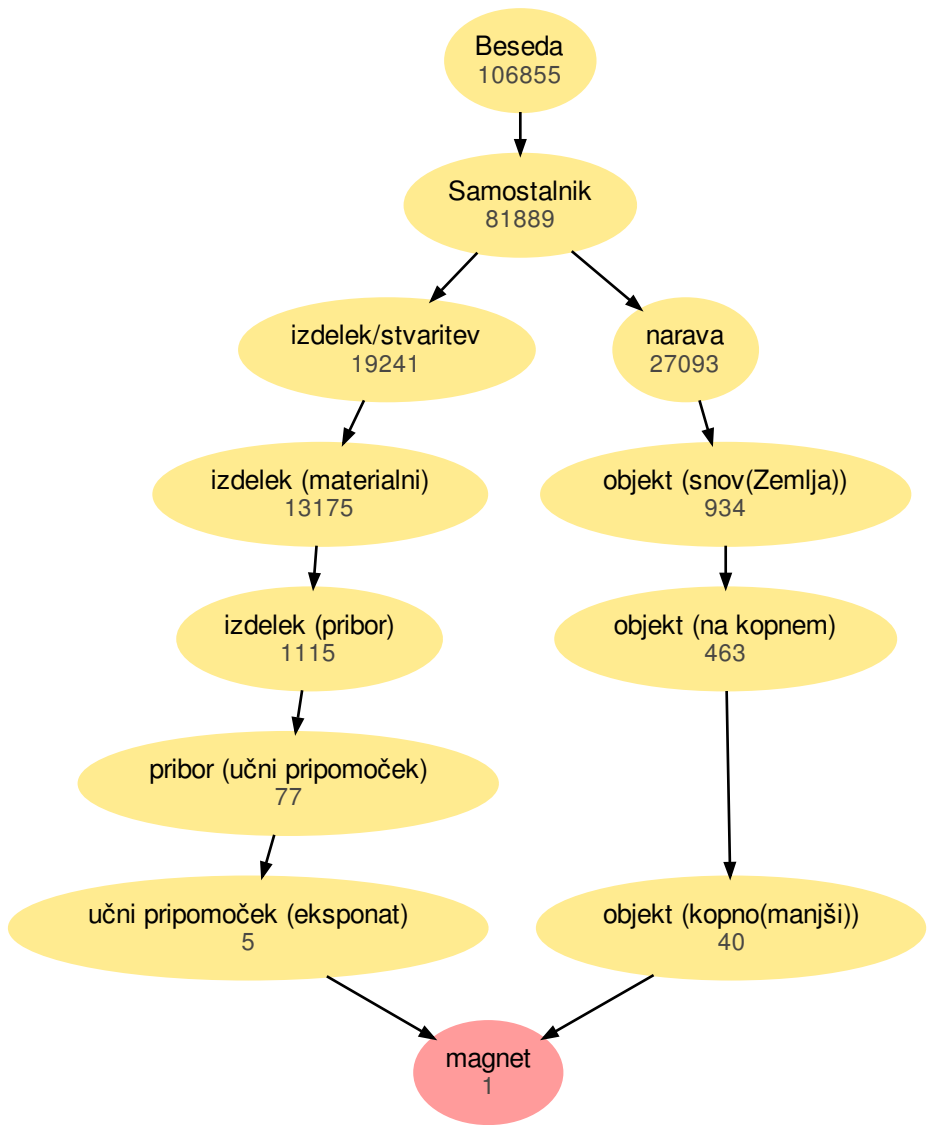 Beseda
106855
Samostalnik
81889
izdelek/stvaritev
19241
narava
27093
izdelek (materialni)
13175
objekt (snov(Zemlja))
934
izdelek (pribor)
1115
objekt (na kopnem)
463
pribor (učni pripomoček)
77
učni pripomoček (eksponat)
5
objekt (kopno(manjši))
40
magnet
1